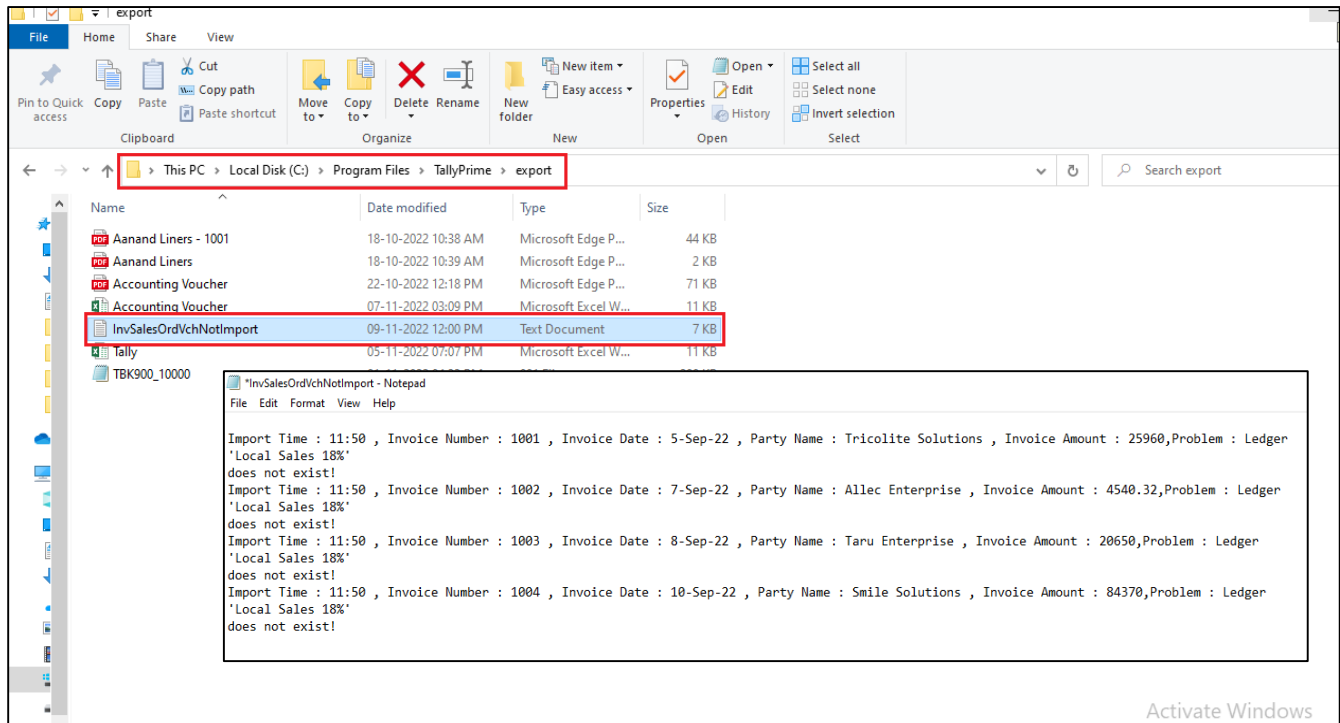 export
File Home Share View
Pin to Quick access
Copy
Paste
Cut
Copy path
Paste shortcut
Clipboard
Move to
Copy to
Delete
Rename
Organize
New folder
New item
Easy access
New
Properties
Open
Edit
History
Open
Select all
Select none
Invert selection
Select
This PC > Local Disk (C:) > Program Files > TallyPrime > export
Search export
Name Date modified Type Size
Aanand Liners - 1001 18-10-2022 10:38 AM Microsoft Edge P... 44 KB
Aanand Liners 18-10-2022 10:39 AM Microsoft Edge P... 2 KB
Accounting Voucher 22-10-2022 12:18 PM Microsoft Edge P... 71 KB
Accounting Voucher 07-11-2022 03:09 PM Microsoft Excel W... 11 KB
InvSalesOrdVchNotImport 09-11-2022 12:00 PM Text Document 7 KB
Tally 05-11-2022 07:07 PM Microsoft Excel W... 11 KB
TBK900_10000
*InvSalesOrdVchNotImport - Notepad
File Edit Format View Help
Import Time : 11:50 , Invoice Number : 1001 , Invoice Date : 5-Sep-22 , Party Name : Tricolite Solutions , Invoice Amount : 25960,Problem : Ledger
'Local Sales 18%'
does not exist!
Import Time : 11:50 , Invoice Number : 1002 , Invoice Date : 7-Sep-22 , Party Name : Allec Enterprise , Invoice Amount : 4540.32,Problem : Ledger
'Local Sales 18%'
does not exist!
Import Time : 11:50 , Invoice Number : 1003 , Invoice Date : 8-Sep-22 , Party Name : Taru Enterprise , Invoice Amount : 20650,Problem : Ledger
'Local Sales 18%'
does not exist!
Import Time : 11:50 , Invoice Number : 1004 , Invoice Date : 10-Sep-22 , Party Name : Smile Solutions , Invoice Amount : 84370,Problem : Ledger
'Local Sales 18%'
does not exist!
Activate Windows